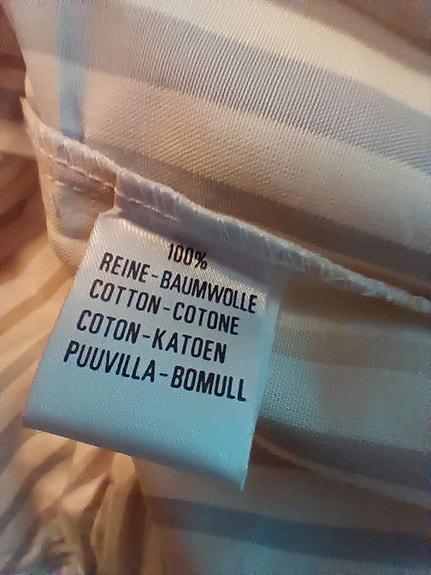 100%
REINE-BAUMWOLLE
COTTON-COTONE
COTON-KATOEN
PUUVILLA-BOMULL